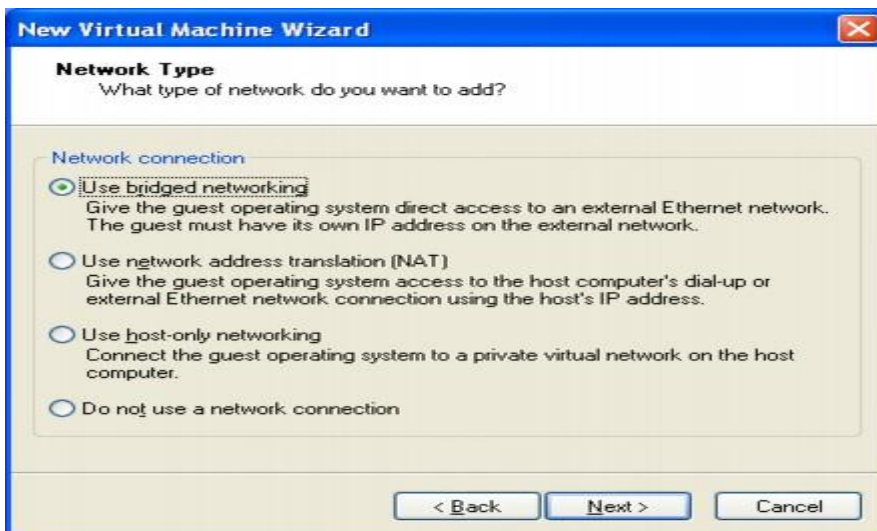 New Virtual Machine Wizard
Network Type
What type of network do you want to add?
Network connection
Use bridged networking
Give the guest operating system direct access to an external Ethernet network.
The guest must have its own IP address on the external network.
Use network address translation (NAT)
Give the guest operating system access to the host computer's dial-up or
external Ethernet network connection using the host's IP address.
Use host-only networking
Connect the guest operating system to a private virtual network on the host
computer.
Do not use a network connection
< Back
Next >
Cancel